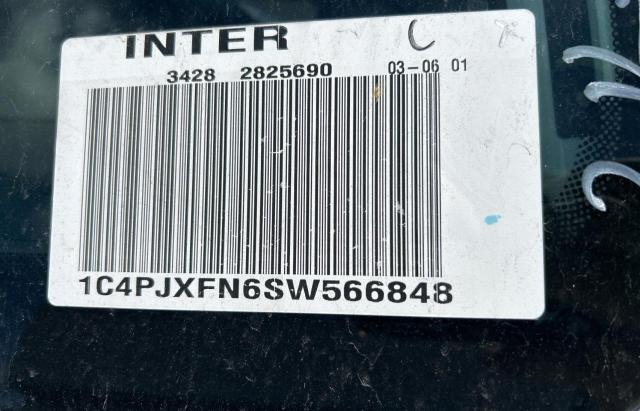 INTER C
3428 2825690 03-06 01
1C4PJXFN6SW566848